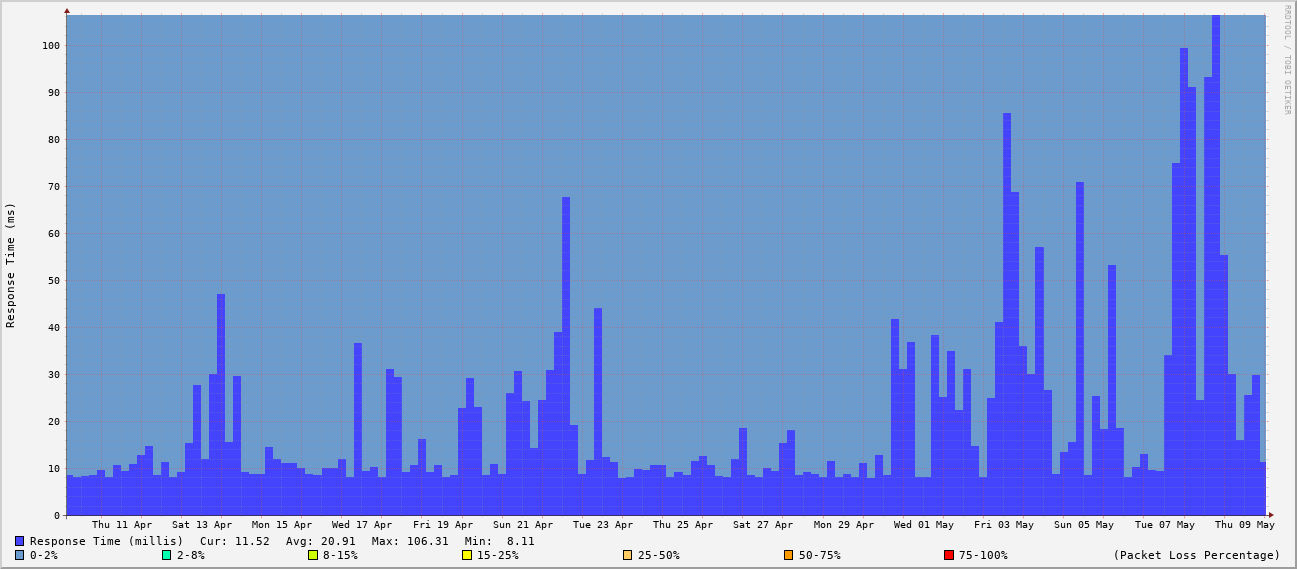 RRDTOOL / TOBI OETIKER
Response Time (ms)
100
90
80
70
60
50
40
30
20
10
0
Thu 11 Apr Sat 13 Apr Mon 15 Apr Wed 17 Apr Fri 19 Apr Sun 21 Apr Tue 23 Apr Thu 25 Apr Sat 27 Apr Mon 29 Apr Wed 01 May Fri 03 May Sun 05 May Tue 07 May Thu 09 May
Response Time (millis) Cur: 11.52 Avg: 20.91 Max: 106.31 Min: 8.11
0-2% 2-8% 8-15% 15-25% 25-50% 50-75% 75-100% (Packet Loss Percentage)